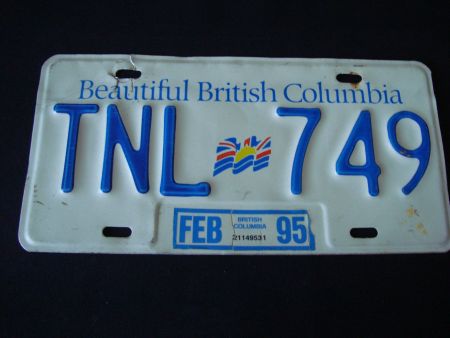 Beautiful British Columbia
TNL 749
FEB BRITISH COLUMBIA 21149531 95